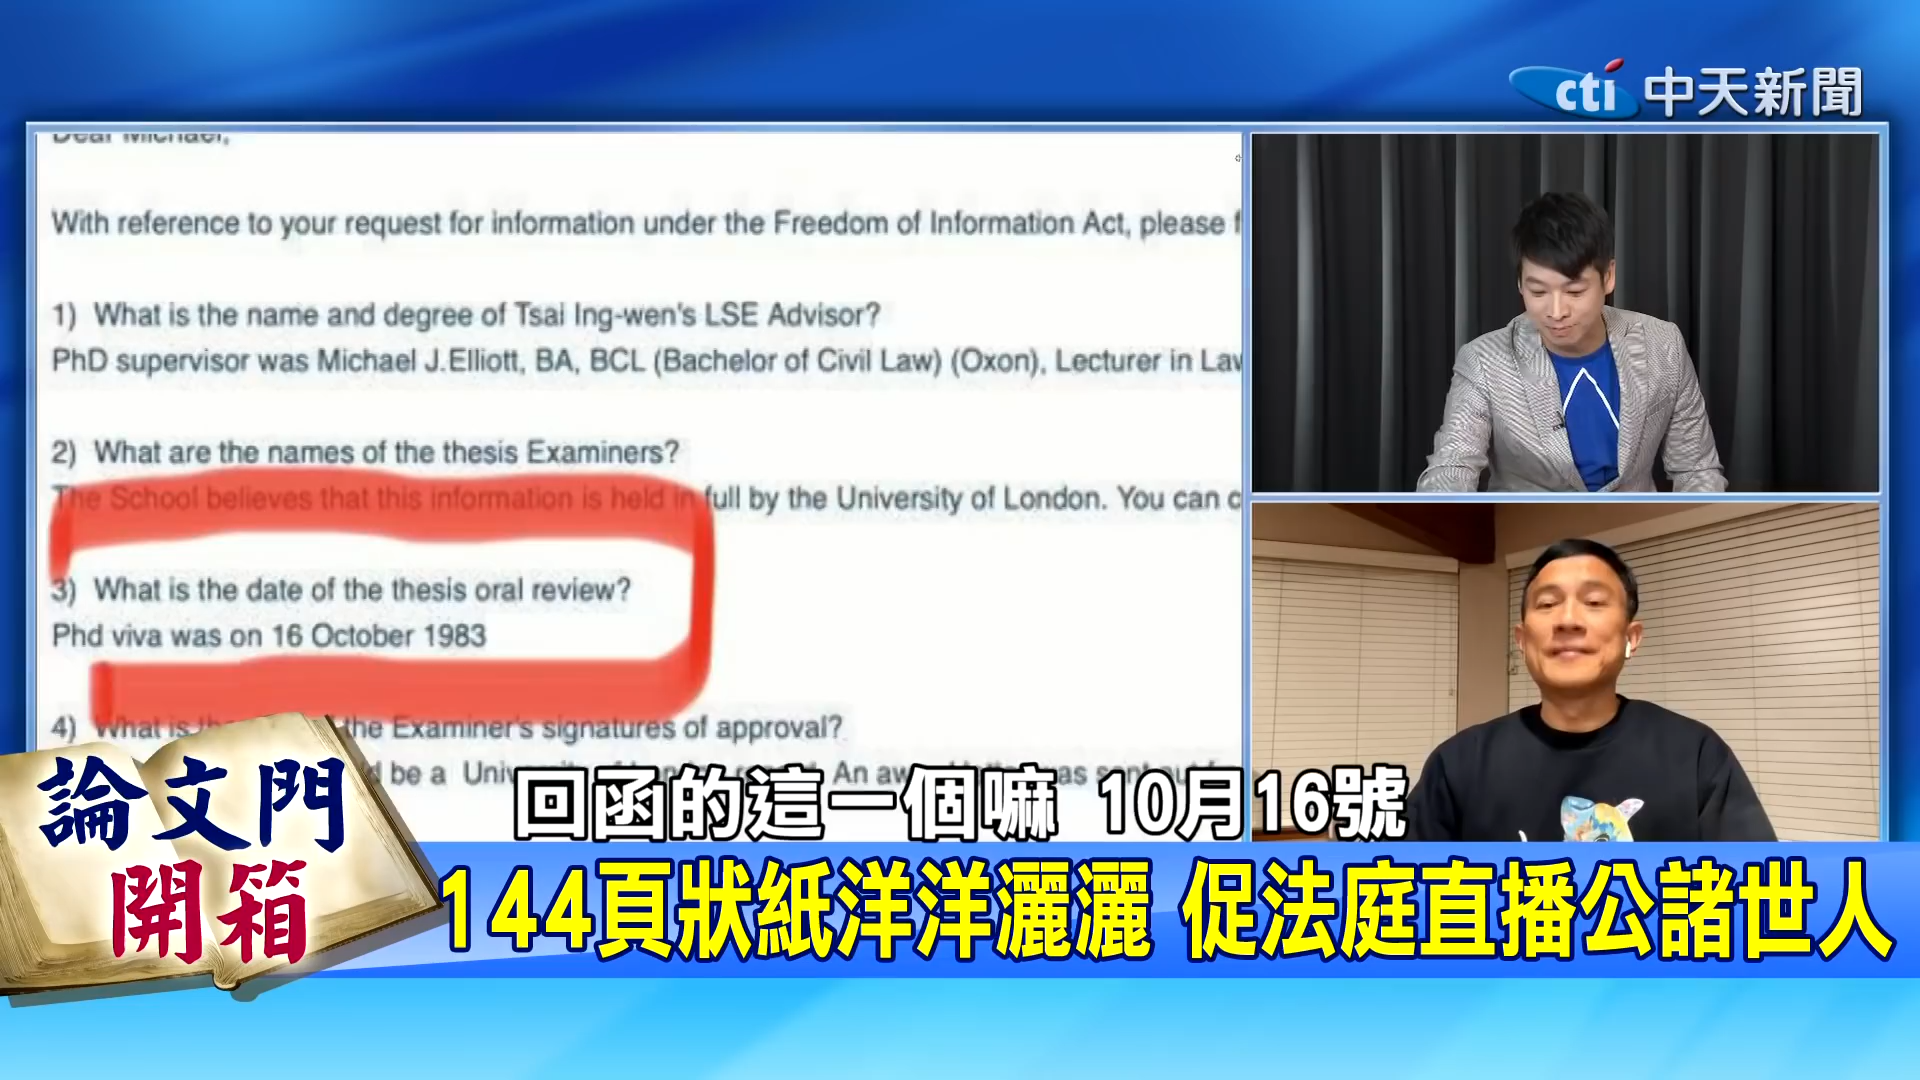 cti 中天新聞
Dear Michael,
With reference to your request for information under the Freedom of Information Act, please f
1) What is the name and degree of Tsai Ing-wen's LSE Advisor?
PhD supervisor was Michael J.Elliott, BA, BCL (Bachelor of Civil Law) (Oxon), Lecturer in Law
2) What are the names of the thesis Examiners?
The School believes that this information is held in full by the University of London. You can c
3) What is the date of the thesis oral review?
Phd viva was on 16 October 1983
4) What is the Examiner's signatures of approval?
be a
回函的這一個嘛 10月16號
論文門
開箱
144頁狀紙洋洋灑灑 促法庭直播公諸世人